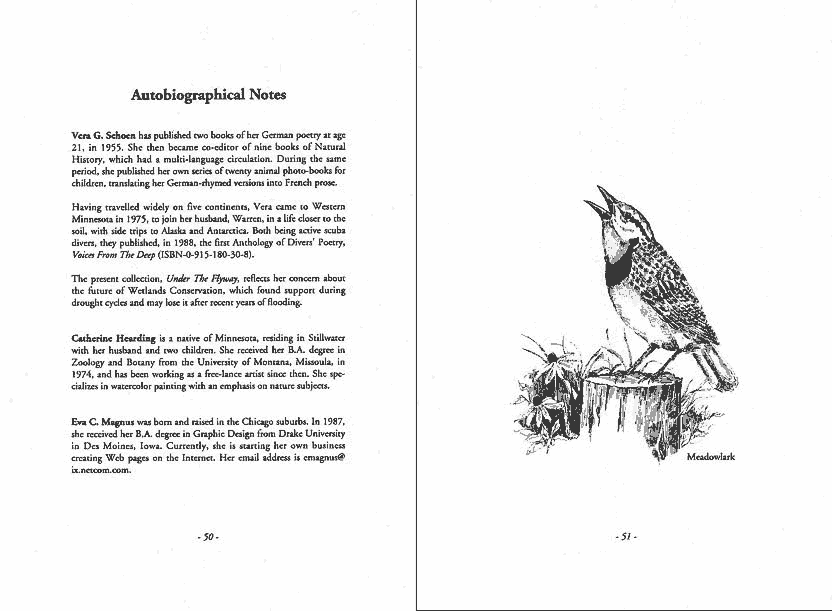 Autobiographical Notes
Vera G. Schoen has published two books of her German poetry at age
21, in 1955. She then became co-editor of nine books of Natural
History, which had a multi-language circulation. During the same
period, she published her own series of twenty animal photo-books for
children, translating her German-rhymed versions into French prose.
Having travelled widely on five continents, Vera came to Western
Minnesota in 1975, to join her husband, Warren, in a life closer to the
soil, with side trips to Alaska and Antarctica. Both being active scuba
divers, they published, in 1988, the first Anthology of Divers' Poetry,
Voices From The Deep (ISBN-0-915-180-30-8).
The present collection, Under The Flyway, reflects her concern about
the future of Wetlands Conservation, which found support during
drought cycles and may lose it after recent years of flooding.
Catherine Hearding is a native of Minnesota, residing in Stillwater
with her husband and two children. She received her B.A. degree in
Zoology and Botany from the University of Montana, Missoula, in
1974, and has been working as a free-lance artist since then. She spe-
cializes in watercolor painting with an emphasis on nature subjects.
Eva C. Magnus was born and raised in the Chicago suburbs. In 1987,
she received her B.A. degree in Graphic Design from Drake University
in Des Moines, Iowa. Currently, she is starting her own business
creating Web pages on the Internet. Her email address is emagnus@
ix.netcom.com.
- 50 -
Meadowlark
- 51 -